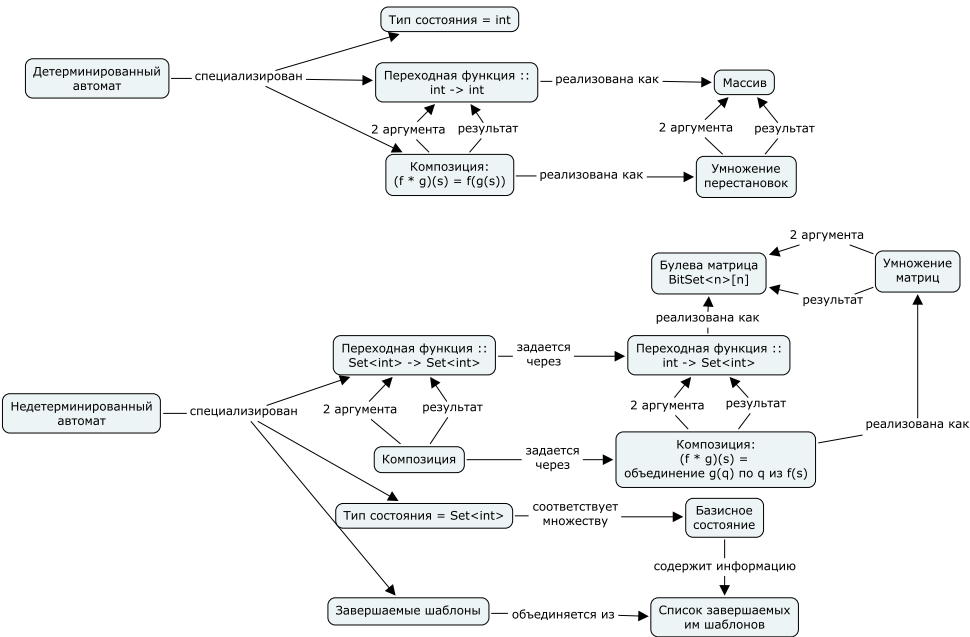 Тип состояния = int
Детерминированный
автомат
специализирован
Переходная функция ::
int -> int
реализована как
Массив
2 аргумента
результат
2 аргумента
результат
Композиция:
(f * g)(s) = f(g(s))
реализована как
Умножение
перестановок
2 аргумента
Булева матрица
BitSet<n>[n]
Умножение
матриц
результат
реализована как
Переходная функция ::
Set<int> -> Set<int>
задается
через
Переходная функция ::
int -> Set<int>
Недетерминированный
автомат
специализирован
2 аргумента
результат
2 аргумента
результат
реализована как
Композиция
задается
через
Композиция:
(f * g)(s) =
объединение g(q) по q из f(s)
Тип состояния = Set<int>
соответствует
множеству
Базисное
состояние
содержит информацию
Завершаемые шаблоны
объединяется из
Список завершаемых
им шаблонов